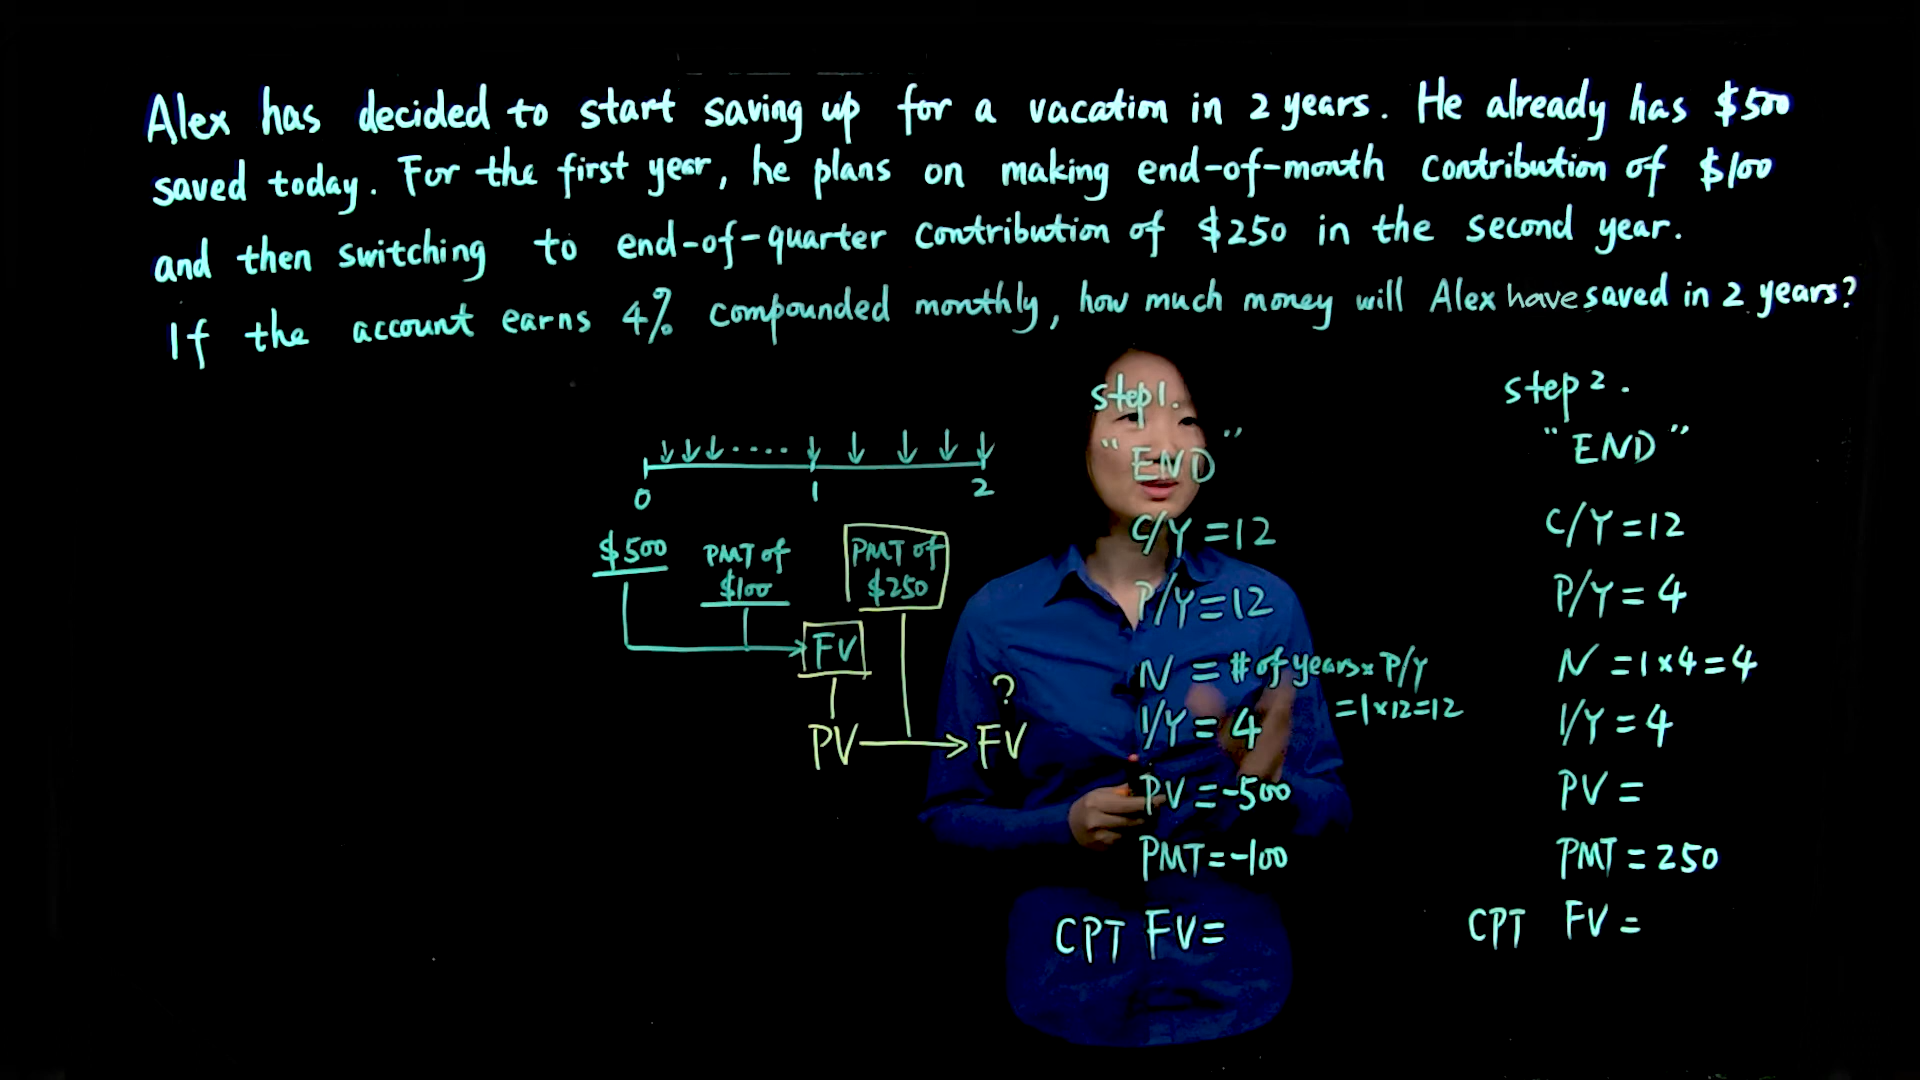 Alex has decided to start saving up for a vacation in 2 years. He already has $500
saved today. For the first year, he plans on making end-of-month contribution of $100
and then switching to end-of-quarter contribution of $250 in the second year.
If the account earns 4% compounded monthly, how much money will Alex have saved in 2 years?
0 1 2
$500
PMT of
$100
PMT of
$250
FV
?
PV FV
step1.
"END"
C/Y=12
P/Y=12
N = # of years × P/Y
=1×12=12
I/Y=4
PV=-500
PMT=-100
CPT FV=
step2.
"END"
C/Y=12
P/Y=4
N=1×4=4
I/Y=4
PV=
PMT=250
CPT FV=